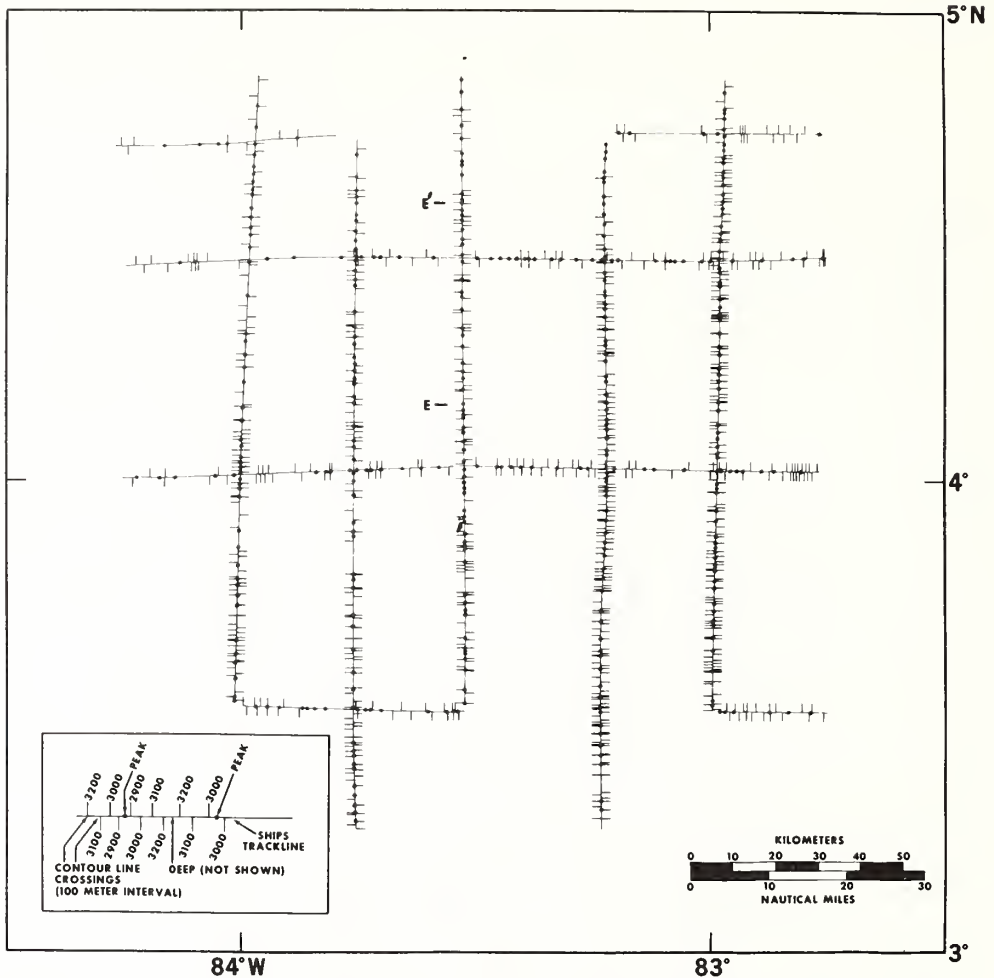 5°N
E'
E
4°
3200
3000
2900
3100
3200
3000
PEAK
PEAK
3100
2900
3000
3200
3100
3000
SHIPS
TRACKLINE
CONTOUR LINE
CROSSINGS
(100 METER INTERVAL)
DEEP (NOT SHOWN)
KILOMETERS
0 10 20 30 40 50
0 10 20 30
NAUTICAL MILES
84°W
83°
3°